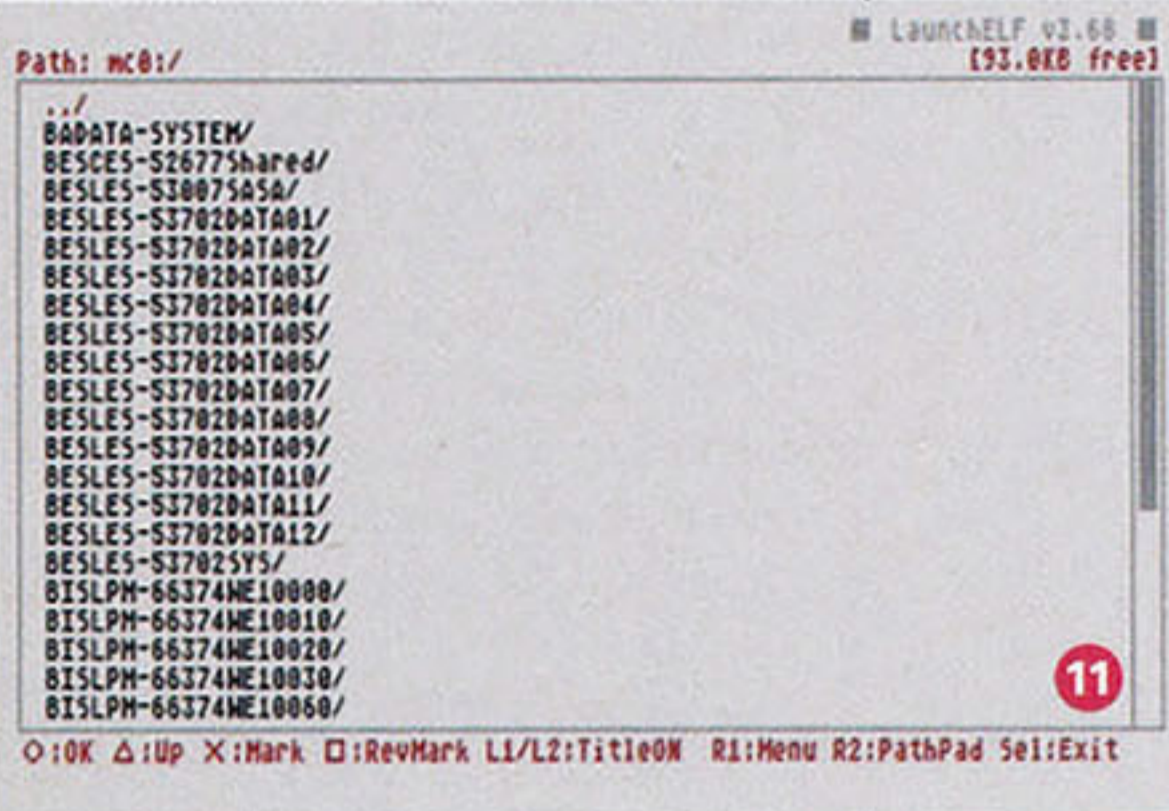 ■ LaunchELF v3.68 ■
Path: mc0:/ [93.0KB free]
../
BADATA-SYSTEM/
BESCES-52677Shared/
BESLES-53007SASA/
BESLES-53702DATA01/
BESLES-53702DATA02/
BESLES-53702DATA03/
BESLES-53702DATA04/
BESLES-53702DATA05/
BESLES-53702DATA06/
BESLES-53702DATA07/
BESLES-53702DATA08/
BESLES-53702DATA09/
BESLES-53702DATA10/
BESLES-53702DATA11/
BESLES-53702DATA12/
BESLES-53702SYS/
BISLPM-66374WE10000/
BISLPM-66374WE10010/
BISLPM-66374WE10020/
BISLPM-66374WE10030/
BISLPM-66374WE10060/
11
○:OK △:Up ×:Mark □:RevMark L1/L2:TitleON R1:Menu R2:PathPad Sel:Exit